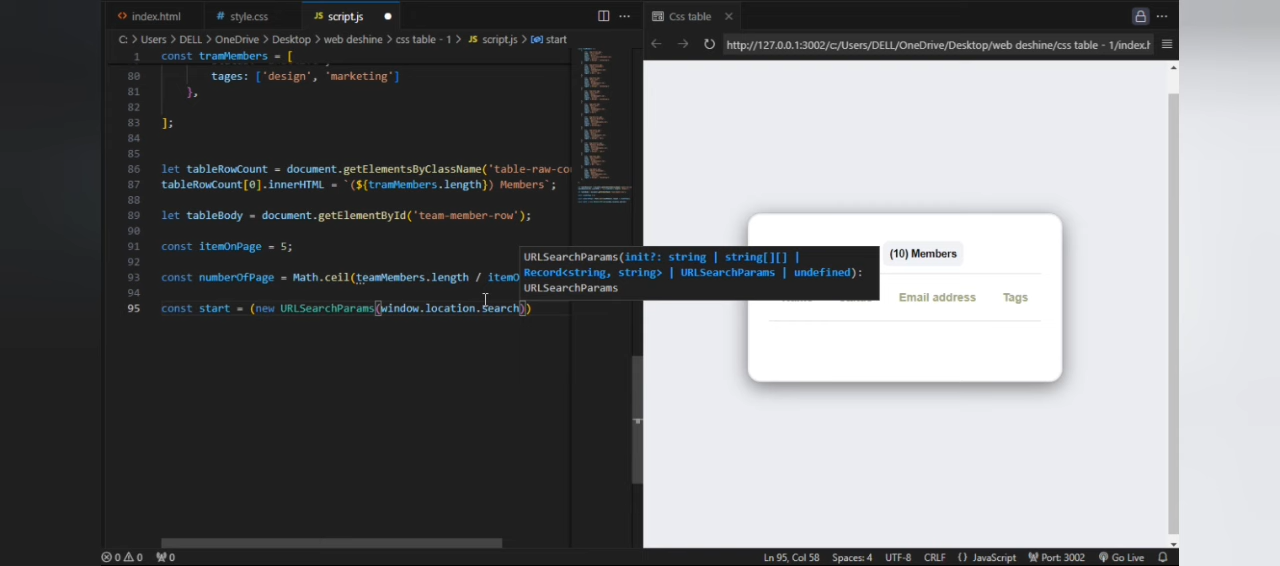 index.html
# style.css
JS script.js
Css table
C: > Users > DELL > OneDrive > Desktop > web deshine > css table - 1 > JS script.js > start
http://127.0.0.1:3002/c:/Users/DELL/OneDrive/Desktop/web deshine/css table - 1/index.h
1 const tramMembers = [
80 tages: ['design', 'marketing']
81 },
82
83 ];
84
85
86 let tableRowCount = document.getElementsByClassName('table-raw-cou
87 tableRowCount[0].innerHTML = `(${tramMembers.length}) Members`;
88
89 let tableBody = document.getElementById('team-member-row');
90
91 const itemOnPage = 5;
92
93 const numberOfPage = Math.ceil(teamMembers.length / itemO
94
95 const start = (new URLSearchParams(window.location.search))
URLSearchParams(init?: string | string[][] |
Record<string, string> | URLSearchParams | undefined):
URLSearchParams
(10) Members
Email address
Tags
0 0 0
Ln 95, Col 58
Spaces: 4
UTF-8
CRLF
{} JavaScript
Port: 3002
Go Live